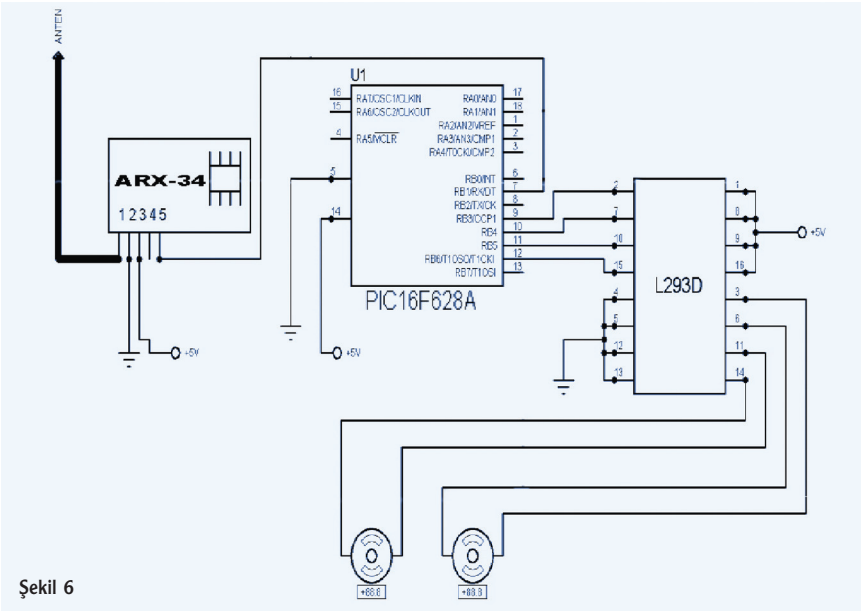 ANTEN
ARX-34
1 2 3 4 5
+5V
U1
16 RA7/OSC1/CLKIN
15 RA6/OSC2/CLKOUT
4 RA5/MCLR
5
14
RA0/AN0 17
RA1/AN1 18
RA2/AN2/VREF 1
RA3/AN3/CMP1 2
RA4/T0CKI/CMP2 3
RB0/INT 6
RB1/RX/DT 7
RB2/TX/CK 8
RB3/CCP1 9
RB4 10
RB5 11
RB6/T1OSO/T1CKI 12
RB7/T1OSI 13
PIC16F628A
+5V
L293D
2
7
10
15
4
5
12
13
1
8
9
16
3
6
11
14
+5V
+88.8
+88.8
Şekil 6